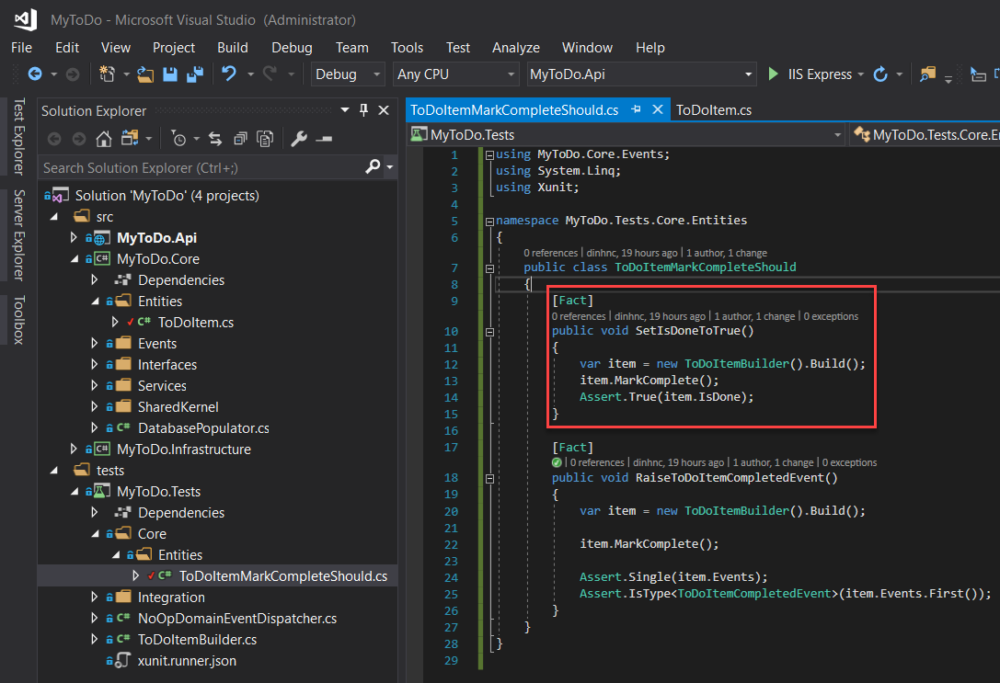 MyToDo - Microsoft Visual Studio (Administrator)
File Edit View Project Build Debug Team Tools Test Analyze Window Help
Debug Any CPU MyToDo.Api IIS Express
Test Explorer
Server Explorer
Toolbox
Solution Explorer
Search Solution Explorer (Ctrl+;)
Solution 'MyToDo' (4 projects)
src
MyToDo.Api
MyToDo.Core
Dependencies
Entities
ToDoItem.cs
Events
Interfaces
Services
SharedKernel
DatabasePopulator.cs
MyToDo.Infrastructure
tests
MyToDo.Tests
Dependencies
Core
Entities
ToDoItemMarkCompleteShould.cs
Integration
NoOpDomainEventDispatcher.cs
ToDoItemBuilder.cs
xunit.runner.json
ToDoItemMarkCompleteShould.cs ToDoItem.cs
MyToDo.Tests MyToDo.Tests.Core.E
1 using MyToDo.Core.Events;
2 using System.Linq;
3 using Xunit;
4
5 namespace MyToDo.Tests.Core.Entities
6 {
0 references | dinhnc, 19 hours ago | 1 author, 1 change
7 public class ToDoItemMarkCompleteShould
8 {
9 [Fact]
0 references | dinhnc, 19 hours ago | 1 author, 1 change | 0 exceptions
10 public void SetIsDoneToTrue()
11 {
12 var item = new ToDoItemBuilder().Build();
13 item.MarkComplete();
14 Assert.True(item.IsDone);
15 }
16
17 [Fact]
| 0 references | dinhnc, 19 hours ago | 1 author, 1 change | 0 exceptions
18 public void RaiseToDoItemCompletedEvent()
19 {
20 var item = new ToDoItemBuilder().Build();
21
22 item.MarkComplete();
23
24 Assert.Single(item.Events);
25 Assert.IsType<ToDoItemCompletedEvent>(item.Events.First());
26 }
27 }
28 }
29